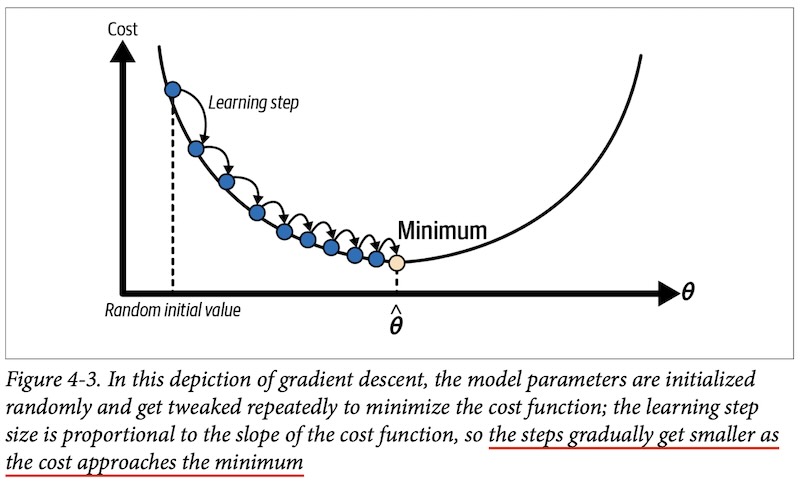 Cost
Learning step
Minimum
θ
Random initial value
θ̂
Figure 4-3. In this depiction of gradient descent, the model parameters are initialized
randomly and get tweaked repeatedly to minimize the cost function; the learning step
size is proportional to the slope of the cost function, so the steps gradually get smaller as
the cost approaches the minimum